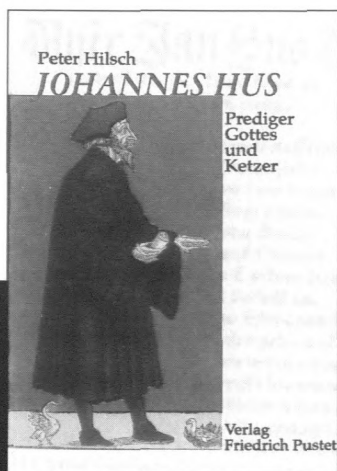 Peter Hilsch
JOHANNES HUS
Prediger
Gottes
und
Ketzer
Verlag
Friedrich Pustet